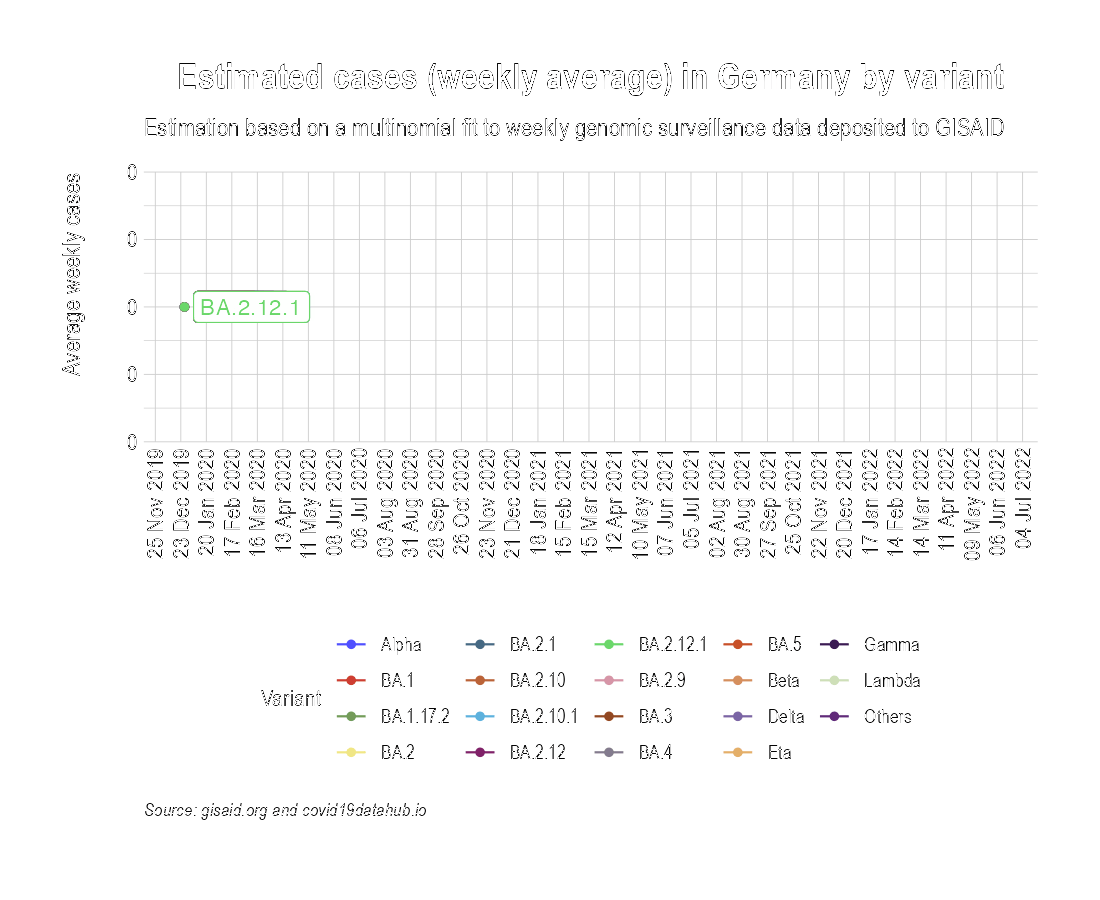 Estimated cases (weekly average) in Germany by variant
Estimation based on a multinomial fit to weekly genomic surveillance data deposited to GISAID
Average weekly cases
0
0
0
0
0
BA.2.12.1
25 Nov 2019
23 Dec 2019
20 Jan 2020
17 Feb 2020
16 Mar 2020
13 Apr 2020
11 May 2020
08 Jun 2020
06 Jul 2020
03 Aug 2020
31 Aug 2020
28 Sep 2020
26 Oct 2020
23 Nov 2020
21 Dec 2020
18 Jan 2021
15 Feb 2021
15 Mar 2021
12 Apr 2021
10 May 2021
07 Jun 2021
05 Jul 2021
02 Aug 2021
30 Aug 2021
27 Sep 2021
25 Oct 2021
22 Nov 2021
20 Dec 2021
17 Jan 2022
14 Feb 2022
14 Mar 2022
11 Apr 2022
09 May 2022
06 Jun 2022
04 Jul 2022
Variant
Alpha
BA.1
BA.1.17.2
BA.2
BA.2.1
BA.2.10
BA.2.10.1
BA.2.12
BA.2.12.1
BA.2.9
BA.3
BA.4
BA.5
Beta
Delta
Eta
Gamma
Lambda
Others
Source: gisaid.org and covid19datahub.io